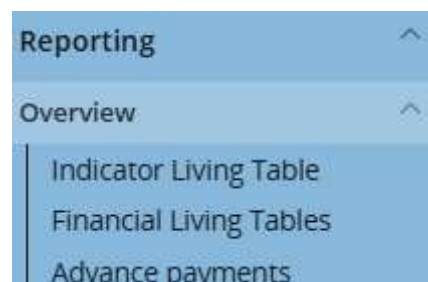 Reporting
Overview
Indicator Living Table
Financial Living Tables
Advance payments